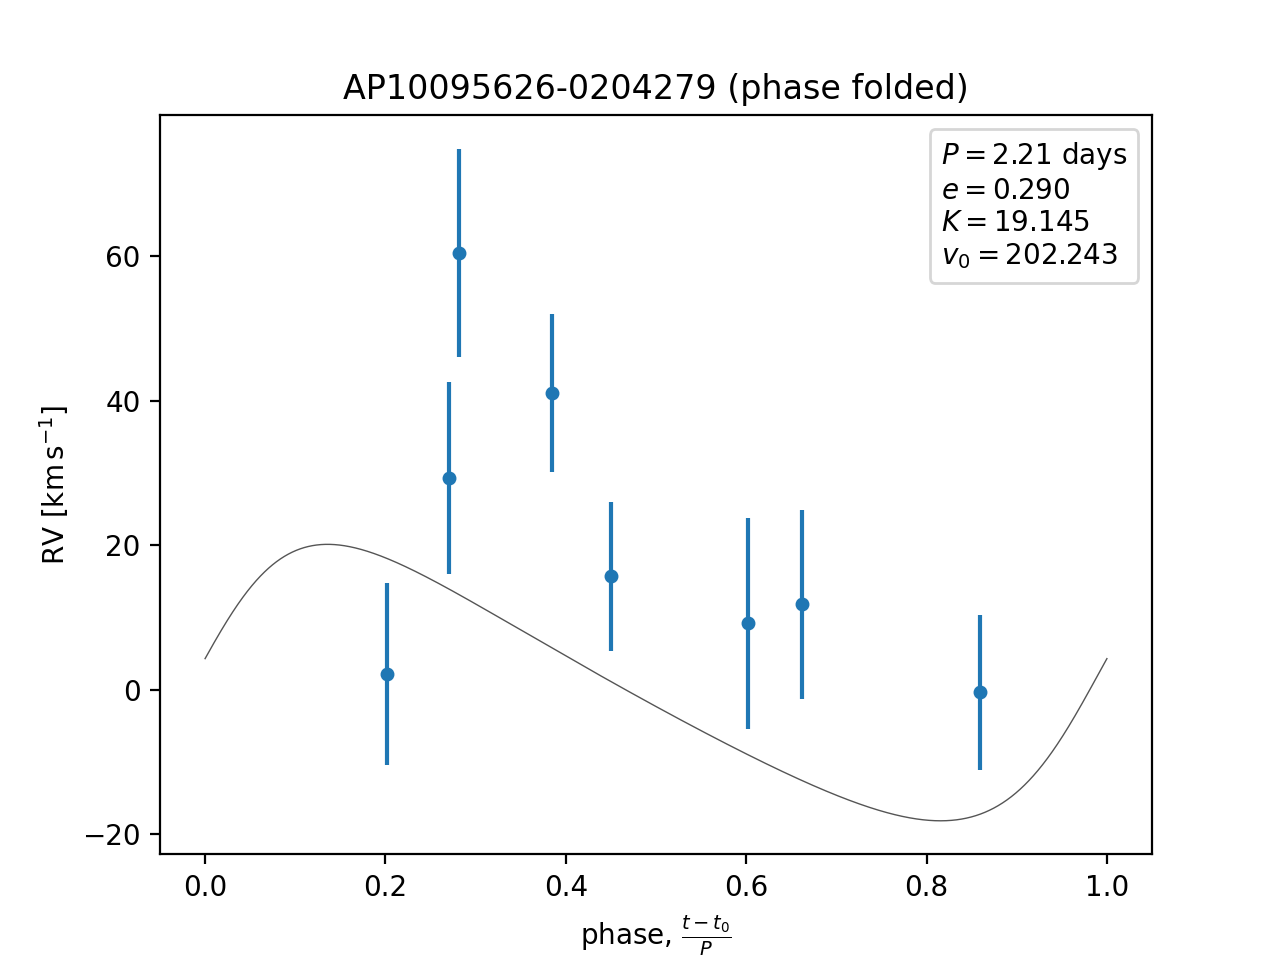 AP10095626-0204279 (phase folded)
P = 2.21 days
e = 0.290
K = 19.145
v₀ = 202.243
RV [km s⁻¹]
60
40
20
0
−20
0.0 0.2 0.4 0.6 0.8 1.0
phase, (t − t₀)/P